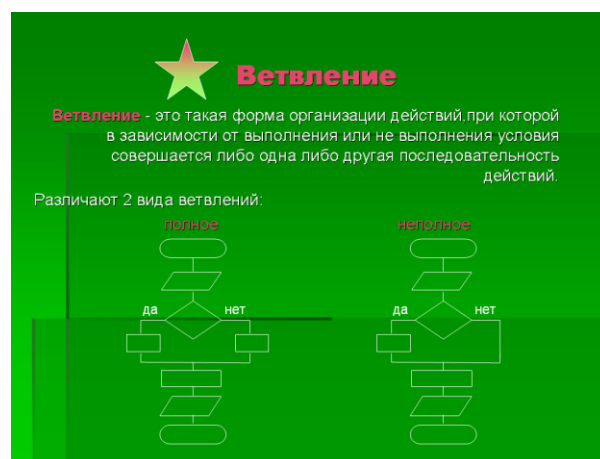 Ветвление
Ветвление - это такая форма организации действий,при которой
в зависимости от выполнения или не выполнения условия
совершается либо одна либо другая последовательность
действий.
Различают 2 вида ветвлений:
полное неполное
да нет да нет